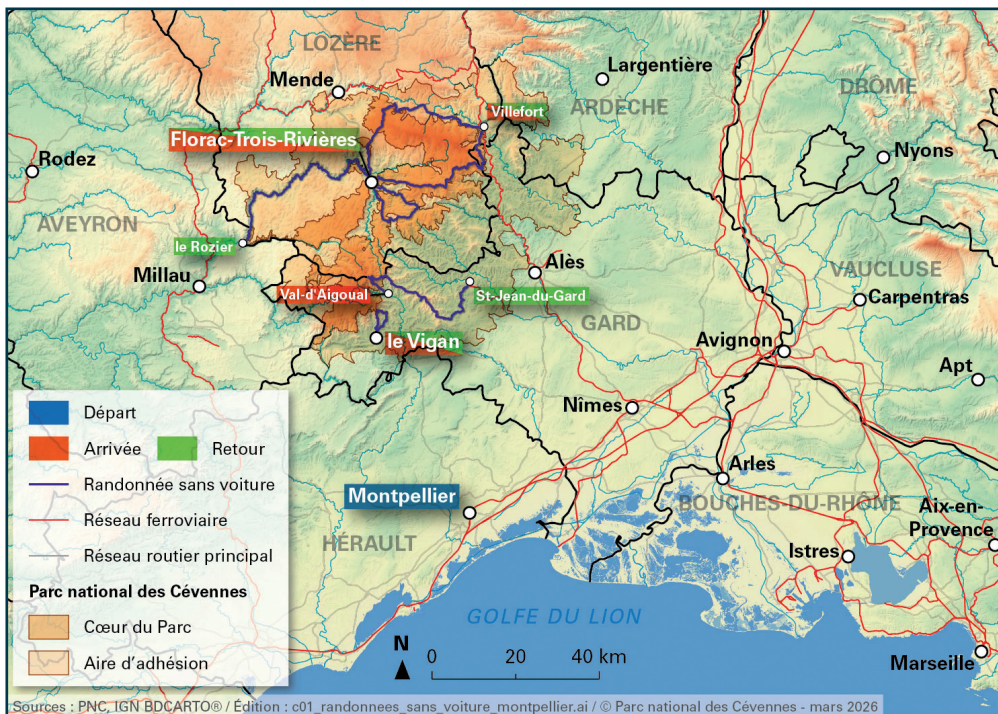 LOZÈRE
Mende
Largentière
ARDÈCHE
DRÔME
Villefort
Florac-Trois-Rivières
Rodez
Nyons
AVEYRON
le Rozier
Millau
Alès
VAUCLUSE
Val-d'Aigoual
St-Jean-du-Gard
Carpentras
GARD
le Vigan
Avignon
Apt
Nîmes
Départ
Arrivée
Retour
Randonnée sans voiture
Réseau ferroviaire
Réseau routier principal
Parc national des Cévennes
Cœur du Parc
Aire d'adhésion
Montpellier
Arles
BOUCHES-DU-RHÔNE
Aix-en-
Provence
HÉRAULT
Istres
GOLFE DU LION
N
0 20 40 km
Marseille
Sources : PNC, IGN BDCARTO® / Édition : c01_randonnees_sans_voiture_montpellier.ai / © Parc national des Cévennes - mars 2026